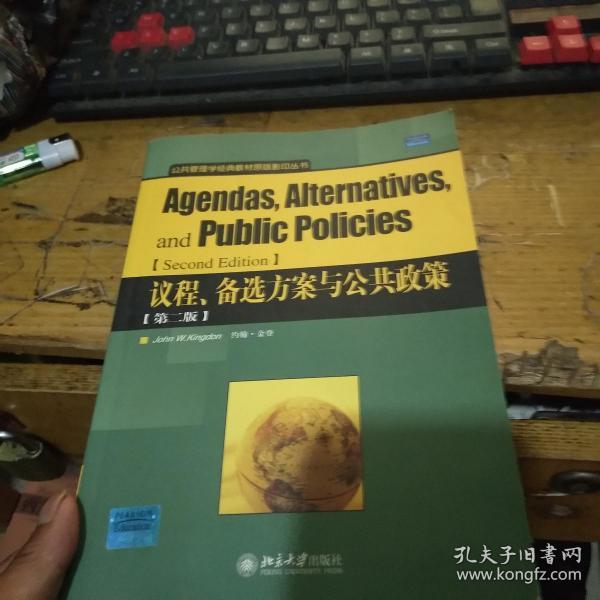 公共管理学经典教材原版影印丛书
Agendas, Alternatives,
and Public Policies
【Second Edition】
议程、备选方案与公共政策
【第二版】
John W. Kingdon 约翰·金登
PEARSON
Education
北京大学出版社
孔夫子旧书网
www.kongfz.com